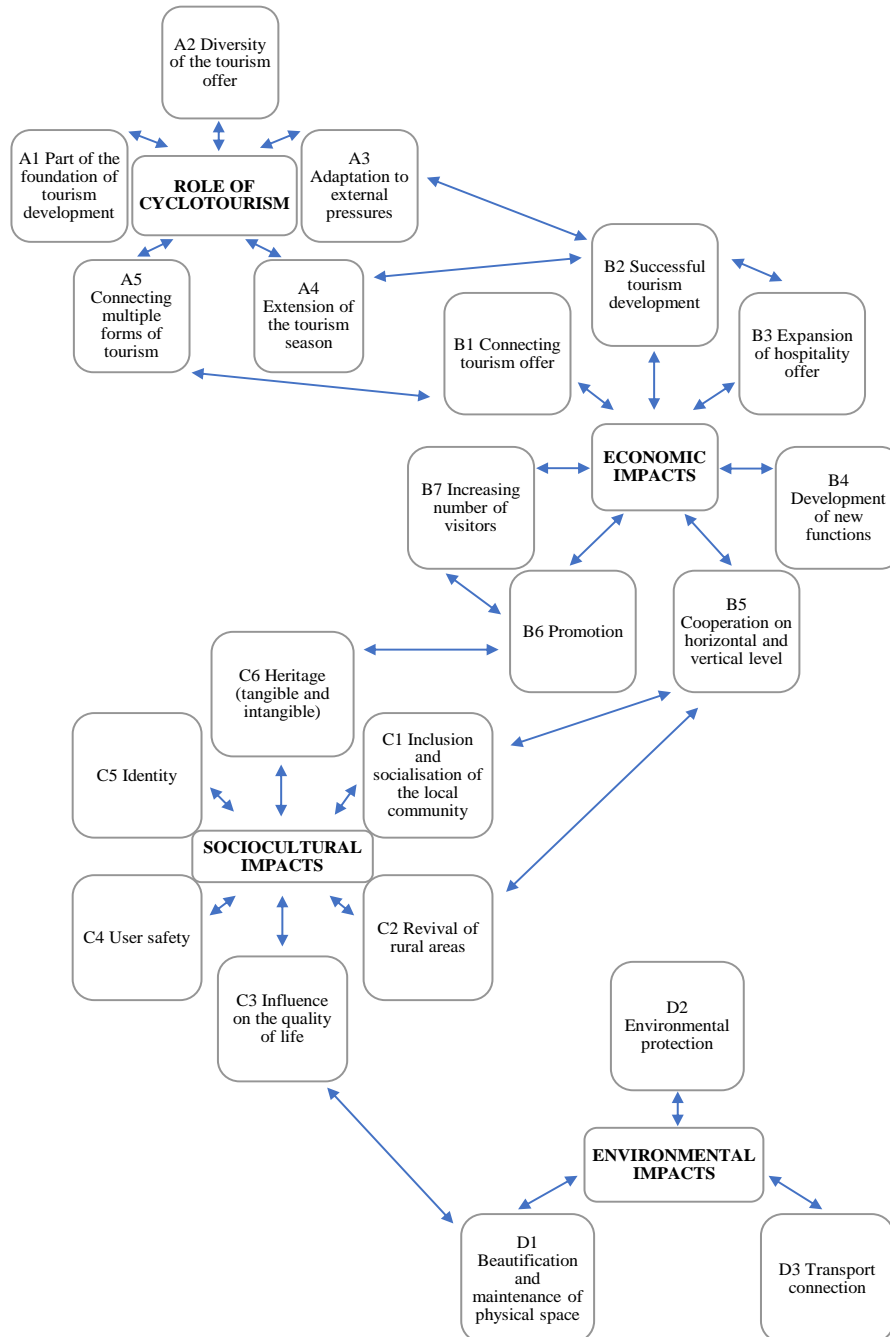 A2 Diversity
of the tourism
offer
A1 Part of the
foundation of
tourism
development
ROLE OF
CYCLOTOURISM
A3
Adaptation to
external
pressures
A5
Connecting
multiple
forms of
tourism
A4
Extension of
the tourism
season
B2 Successful
tourism
development
B1 Connecting
tourism offer
B3 Expansion
of hospitality
offer
ECONOMIC
IMPACTS
B7 Increasing
number of
visitors
B4
Development
of new
functions
B6 Promotion
B5
Cooperation on
horizontal and
vertical level
C6 Heritage
(tangible and
intangible)
C5 Identity
C1 Inclusion
and
socialisation of
the local
community
SOCIOCULTURAL
IMPACTS
C4 User safety
C2 Revival of
rural areas
C3 Influence
on the quality
of life
D2
Environmental
protection
ENVIRONMENTAL
IMPACTS
D1
Beautification
and
maintenance of
physical space
D3 Transport
connection